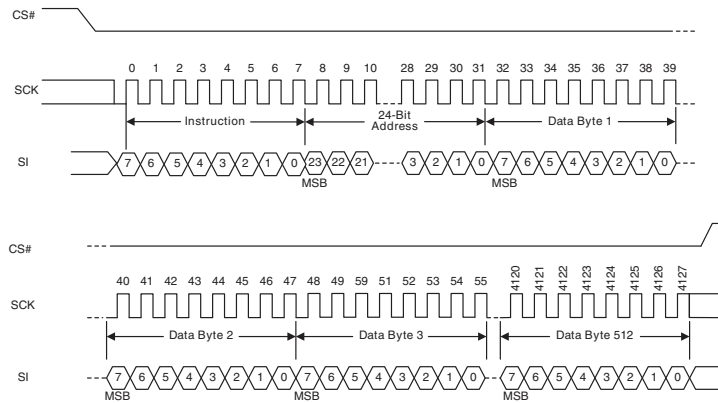 CS#
0 1 2 3 4 5 6 7 8 9 10 28 29 30 31 32 33 34 35 36 37 38 39
SCK
Instruction 24-Bit Address Data Byte 1
SI 7 6 5 4 3 2 1 0 23 22 21 3 2 1 0 7 6 5 4 3 2 1 0
MSB MSB
CS#
40 41 42 43 44 45 46 47 48 49 59 51 52 53 54 55 4120 4121 4122 4123 4124 4125 4126 4127
SCK
Data Byte 2 Data Byte 3 Data Byte 512
SI 7 6 5 4 3 2 1 0 7 6 5 4 3 2 1 0 7 6 5 4 3 2 1 0
MSB MSB MSB